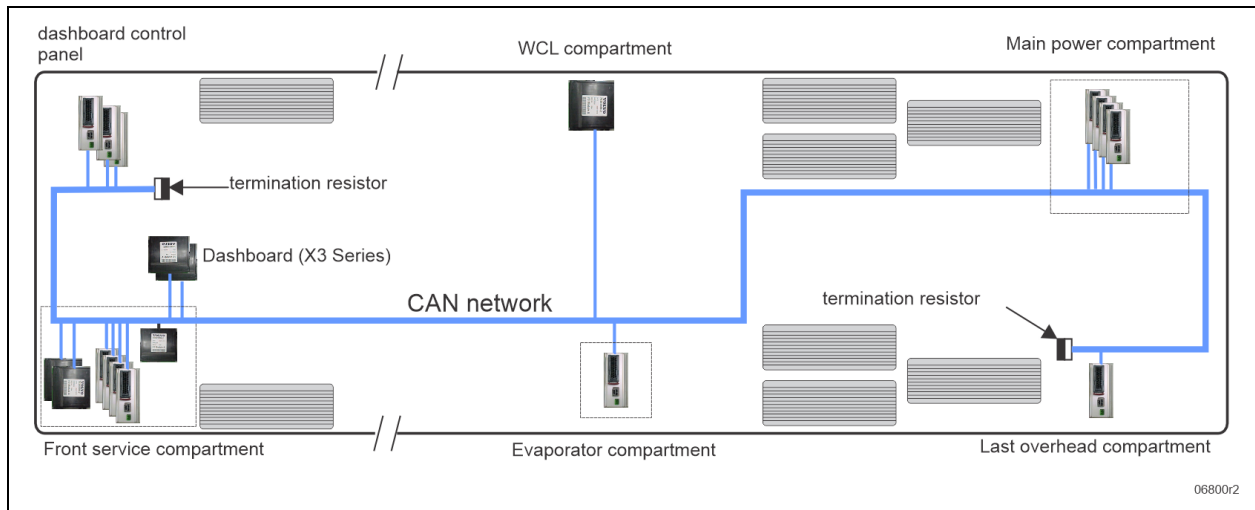 dashboard control
panel
WCL compartment
Main power compartment
termination resistor
Dashboard (X3 Series)
CAN network
termination resistor
Front service compartment
Evaporator compartment
Last overhead compartment
06800r2